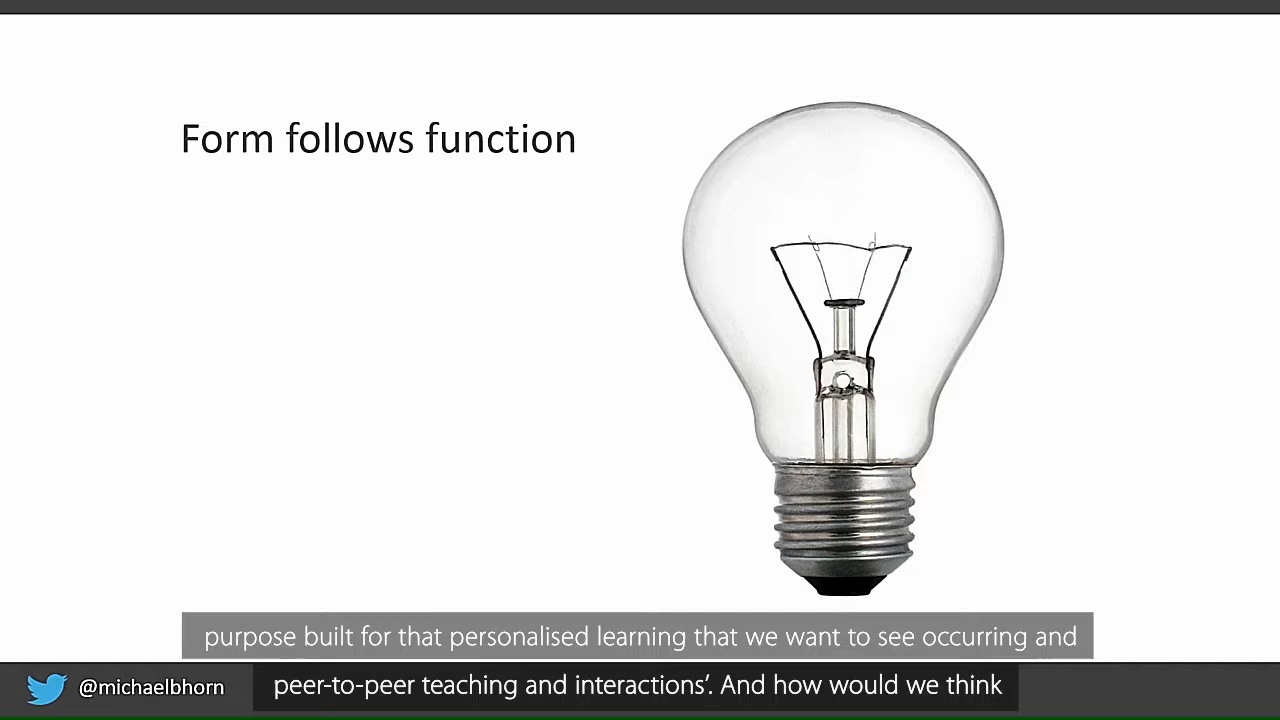 Form follows function
purpose built for that personalised learning that we want to see occurring and
@michaelbhorn
peer-to-peer teaching and interactions‘. And how would we think